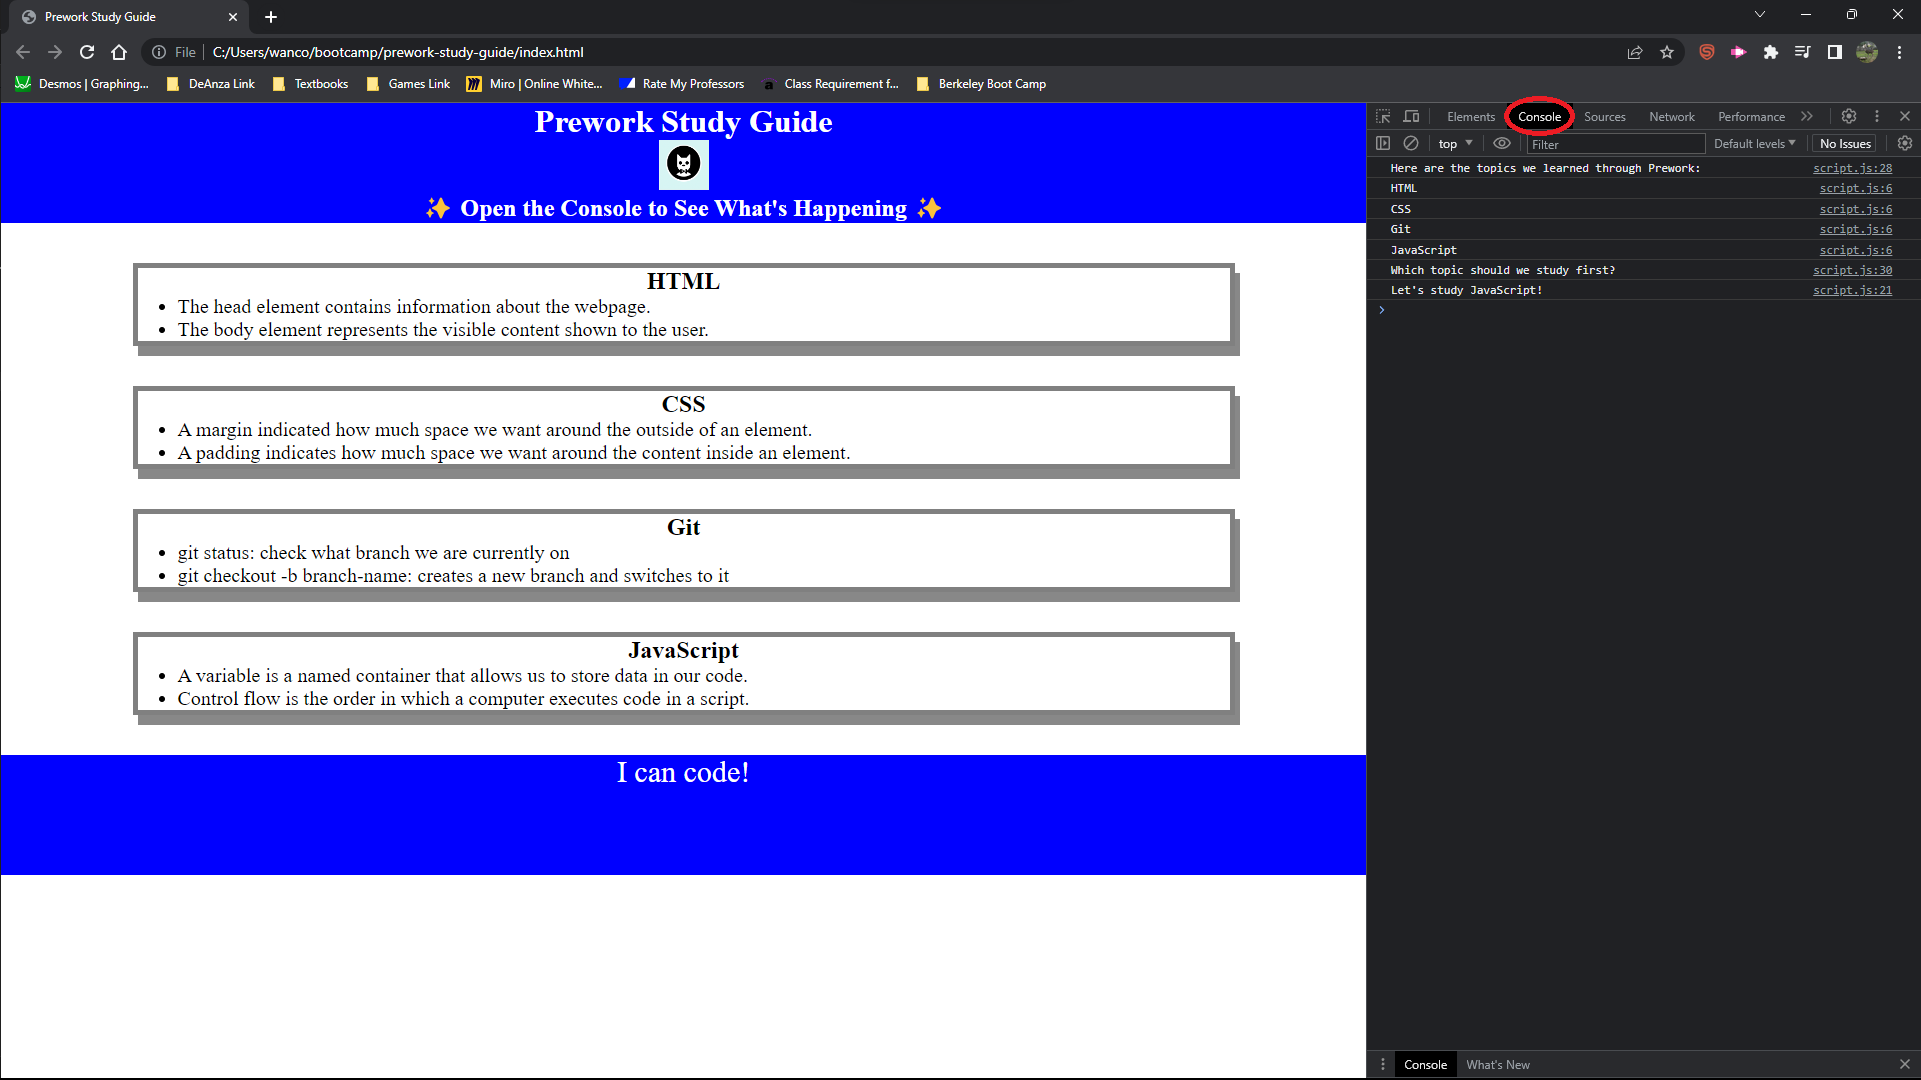 Prework Study Guide
File C:/Users/wanco/bootcamp/prework-study-guide/index.html
Desmos | Graphing... DeAnza Link Textbooks Games Link Miro | Online White... Rate My Professors Class Requirement f... Berkeley Boot Camp
Prework Study Guide
✨ Open the Console to See What's Happening ✨
HTML
• The head element contains information about the webpage.
• The body element represents the visible content shown to the user.
CSS
• A margin indicated how much space we want around the outside of an element.
• A padding indicates how much space we want around the content inside an element.
Git
• git status: check what branch we are currently on
• git checkout -b branch-name: creates a new branch and switches to it
JavaScript
• A variable is a named container that allows us to store data in our code.
• Control flow is the order in which a computer executes code in a script.
I can code!
Elements Console Sources Network Performance
top Filter Default levels No Issues
Here are the topics we learned through Prework: script.js:28
HTML script.js:6
CSS script.js:6
Git script.js:6
JavaScript script.js:6
Which topic should we study first? script.js:30
Let's study JavaScript! script.js:21
Console What's New